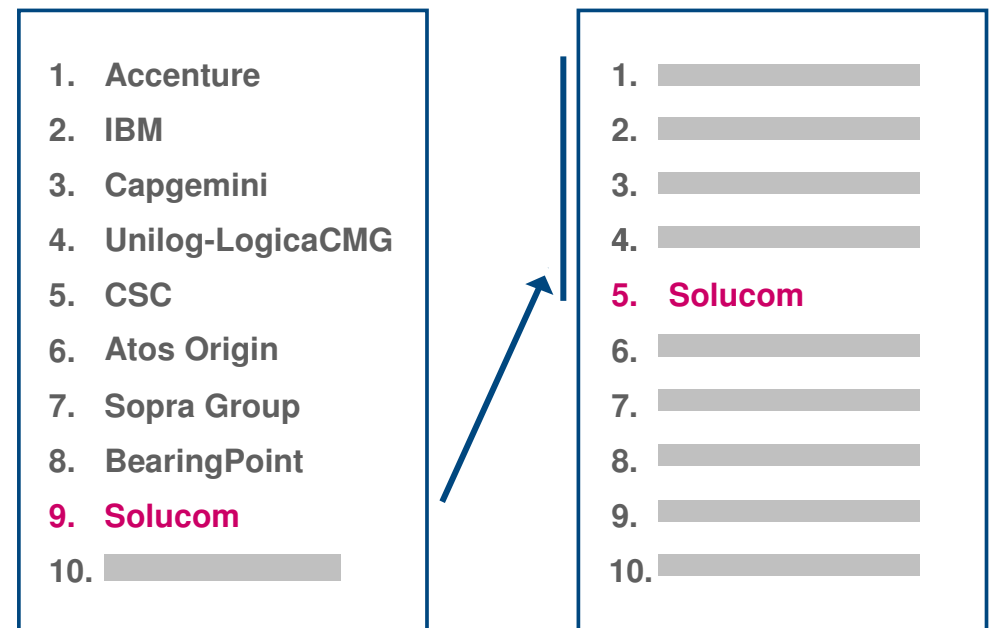 1. Accenture
2. IBM
3. Capgemini
4. Unilog-LogicaCMG
5. CSC
6. Atos Origin
7. Sopra Group
8. BearingPoint
9. Solucom
10.
1.
2.
3.
4.
5. Solucom
6.
7.
8.
9.
10.